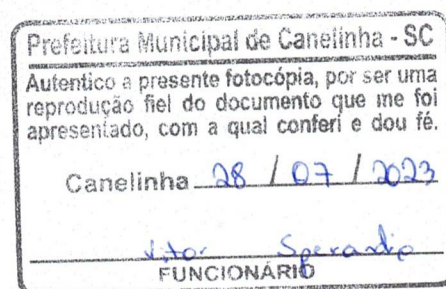 Prefeitura Municipal de Canelinha - SC
Autentico a presente fotocópia, por ser uma
reprodução fiel do documento que me foi
apresentado, com a qual conferi e dou fé.
Canelinha 28 / 07 / 2023
Vitor Sperandio
FUNCIONÁRIO